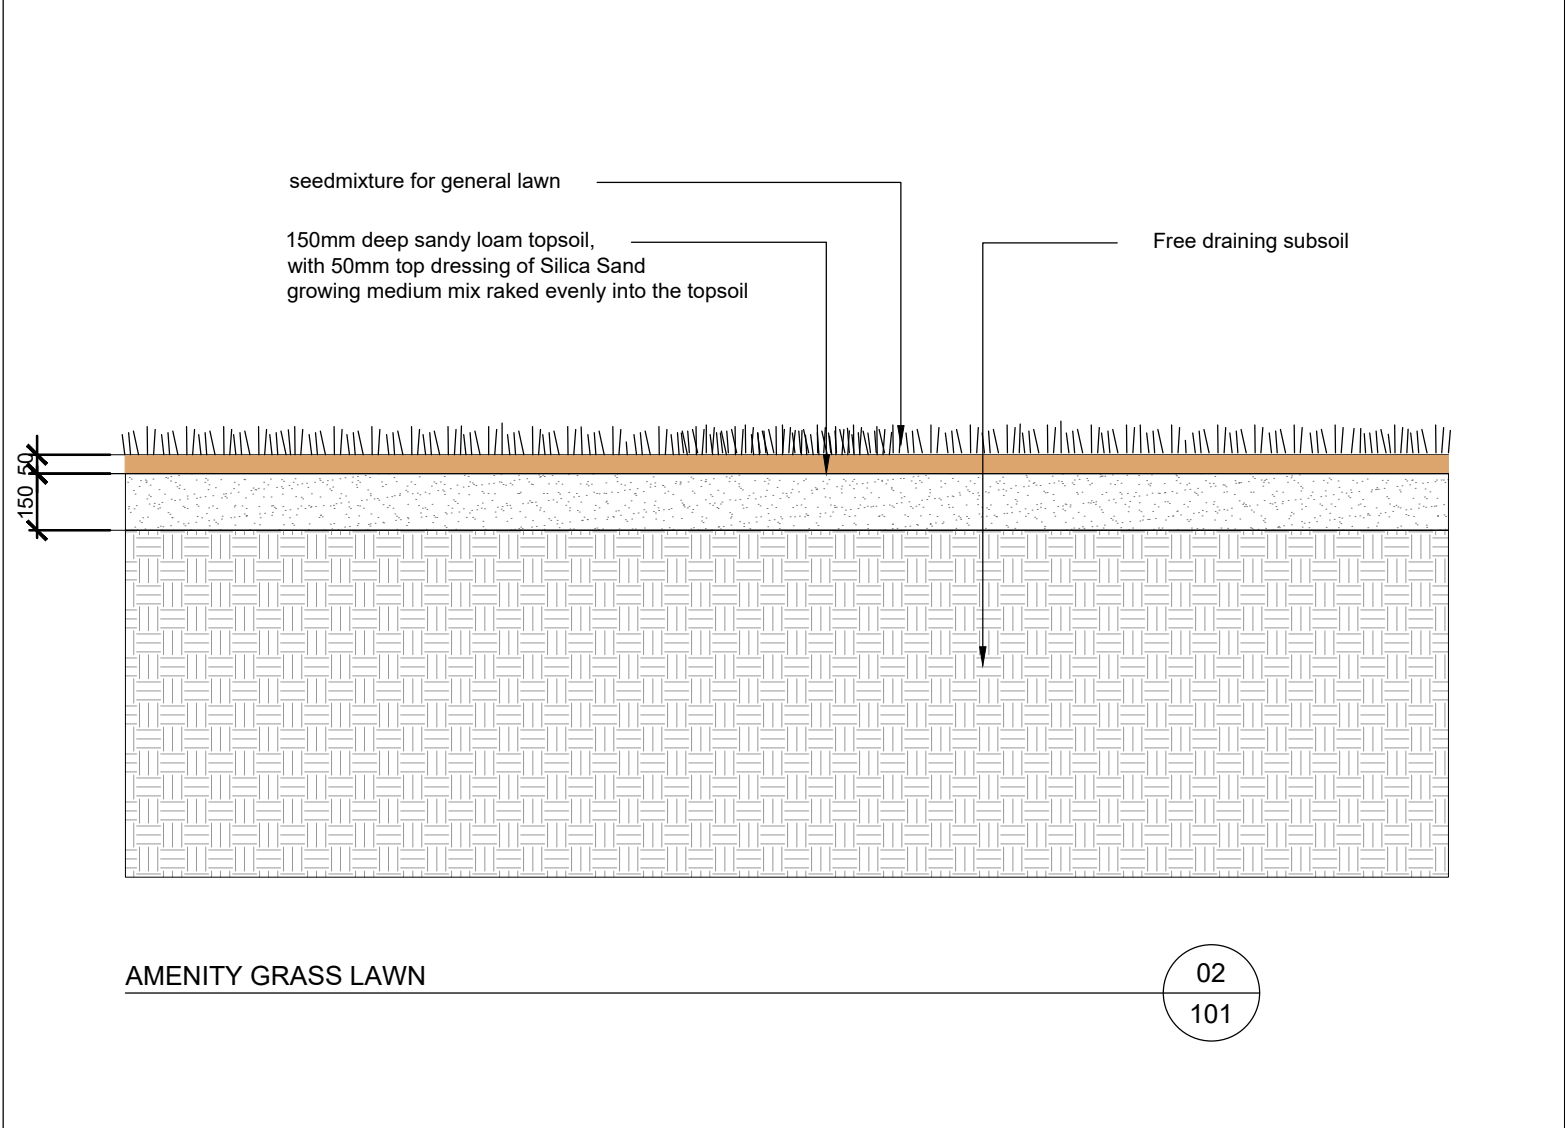 seedmixture for general lawn
150mm deep sandy loam topsoil,
with 50mm top dressing of Silica Sand
growing medium mix raked evenly into the topsoil
Free draining subsoil
50
150
AMENITY GRASS LAWN
02
101